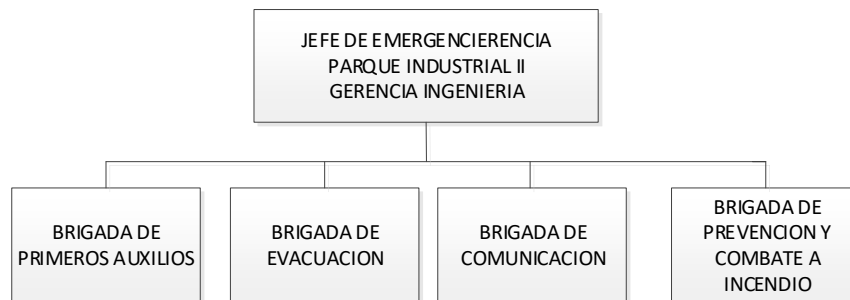 JEFE DE EMERGENCIERENCIA
PARQUE INDUSTRIAL II
GERENCIA INGENIERIA
BRIGADA DE
PRIMEROS AUXILIOS
BRIGADA DE
EVACUACION
BRIGADA DE
COMUNICACION
BRIGADA DE
PREVENCION Y
COMBATE A
INCENDIO